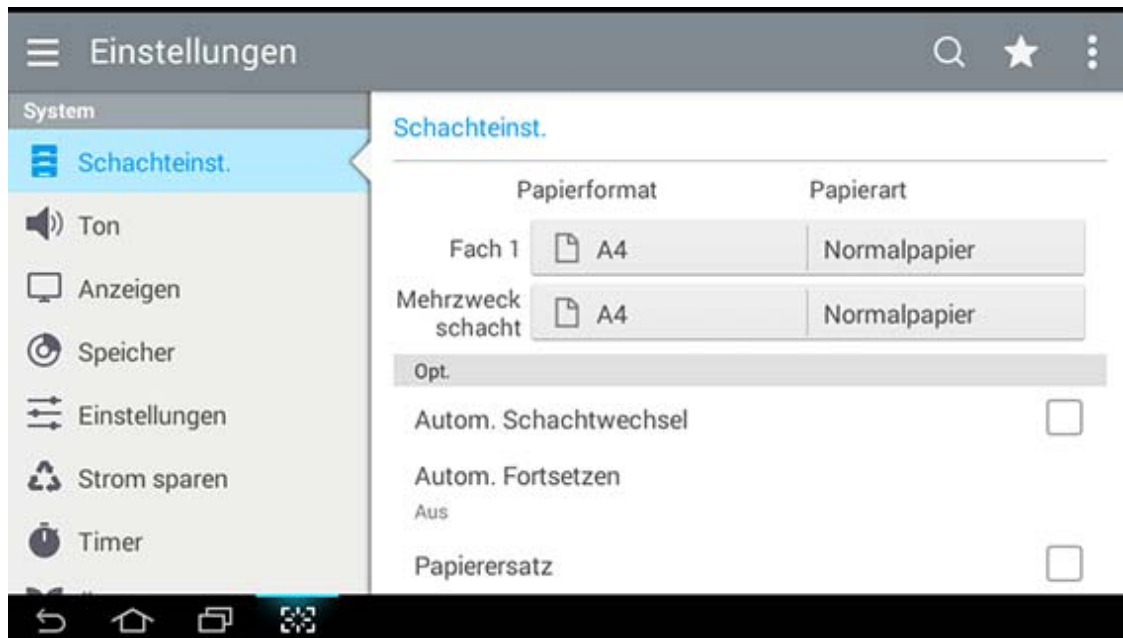 Einstellungen
System
Schachteinst.
Ton
Anzeigen
Speicher
Einstellungen
Strom sparen
Timer
Schachteinst.
Papierformat Papierart
Fach 1 A4 Normalpapier
Mehrzweck
schacht A4 Normalpapier
Opt.
Autom. Schachtwechsel
Autom. Fortsetzen
Aus
Papierersatz